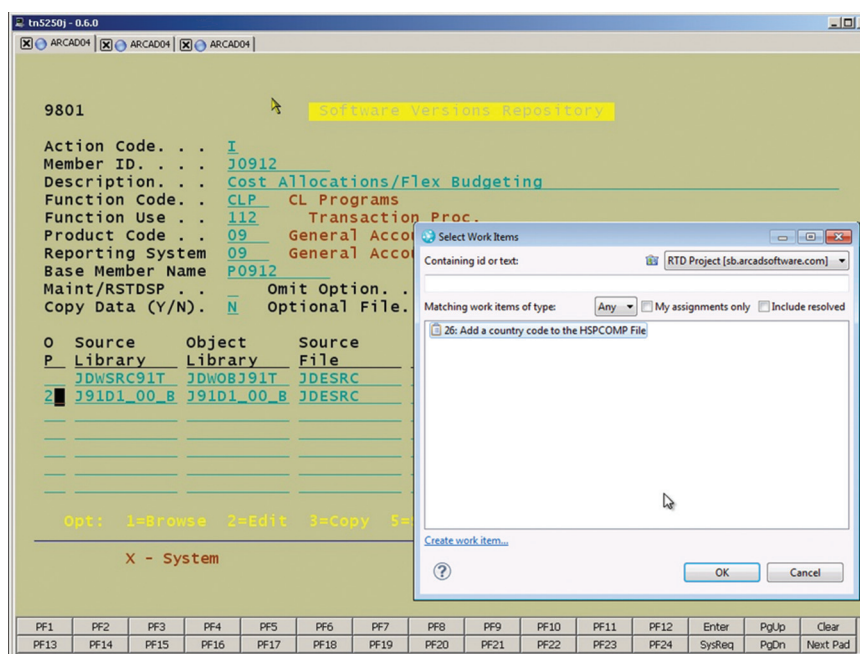 tn5250j - 0.6.0
ARCAD04 ARCAD04 ARCAD04
9801 Software Versions Repository
Action Code. . . I
Member ID. . . . J0912
Description. . . Cost Allocations/Flex Budgeting
Function Code. . CLP CL Programs
Function Use . . 112 Transaction Proc.
Product Code . . 09 General Accou
Reporting System 09 General Accou
Base Member Name P0912
Maint/RSTDSP . . _ Omit Option. .
Copy Data (Y/N). N Optional File.
O Source Object Source
P Library Library File
JDWSRC91T JDWOBJ91T JDESRC
2 J91D1_00_B J91D1_00_B JDESRC
Opt: 1=Browse 2=Edit 3=Copy 5=
X - System
Select Work Items
Containing id or text: RTD Project [sb.arcadsoftware.com]
Matching work items of type: Any My assignments only Include resolved
26: Add a country code to the HSPCOMP File
Create work item...
OK Cancel
PF1 PF2 PF3 PF4 PF5 PF6 PF7 PF8 PF9 PF10 PF11 PF12 Enter PgUp Clear
PF13 PF14 PF15 PF16 PF17 PF18 PF19 PF20 PF21 PF22 PF23 PF24 SysReq PgDn Next Pad